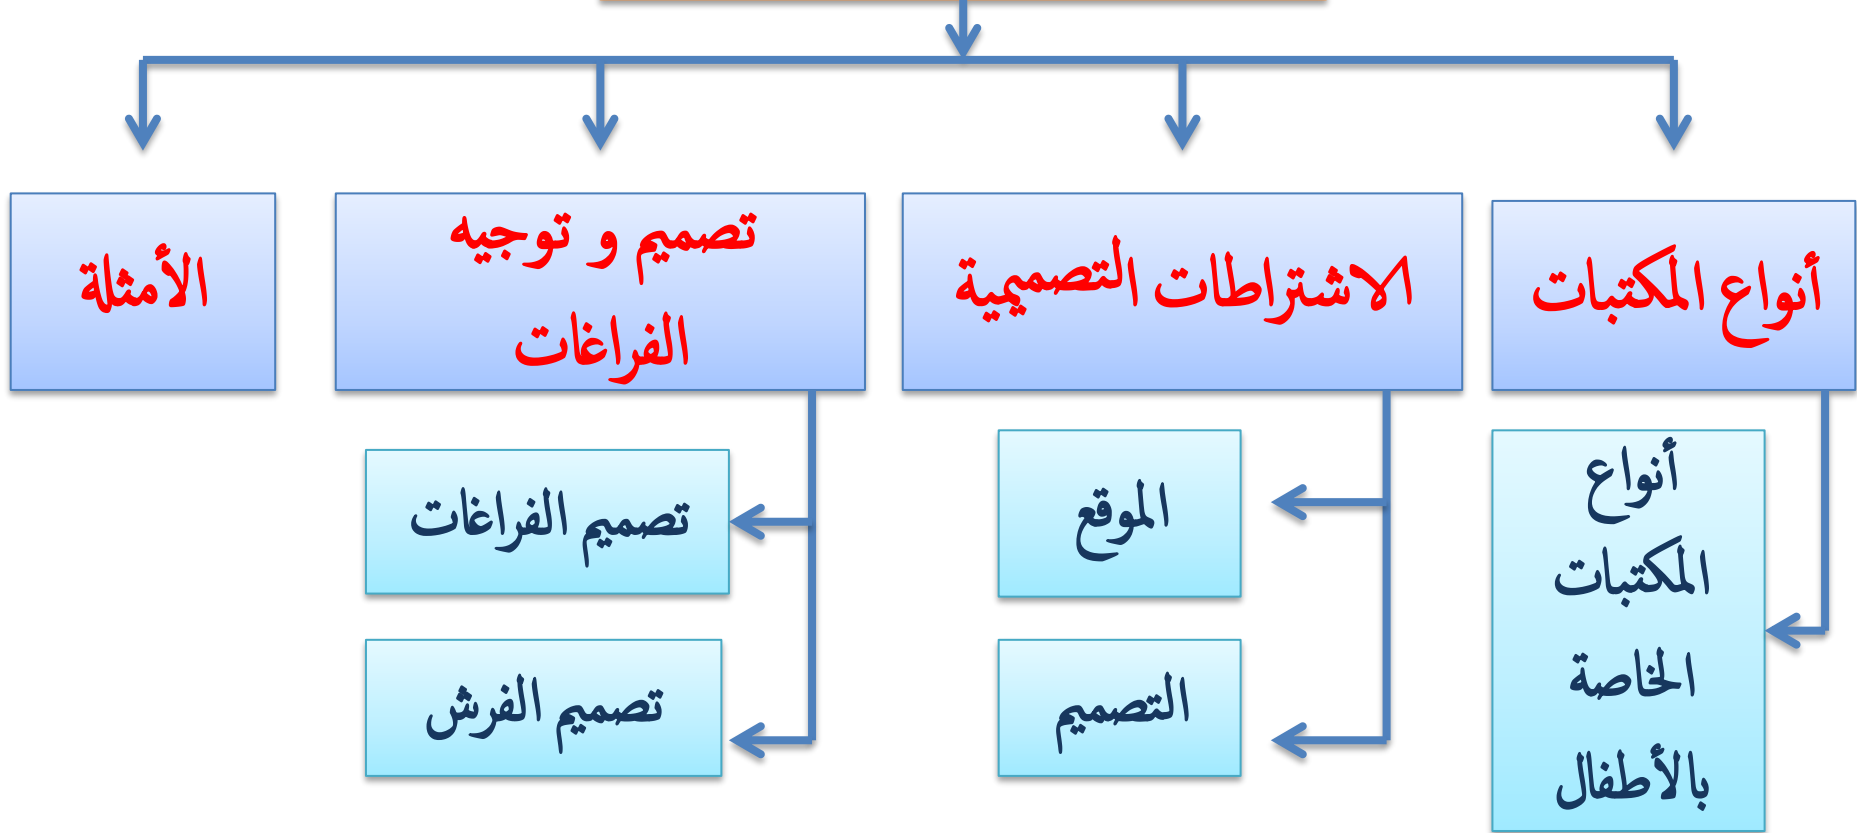 أنواع المكتبات
الاشتراطات التصميمية
تصميم و توجيه
الفراغات
الأمثلة
أنواع
المكتبات
الخاصة
بالأطفال
الموقع
التصميم
تصميم الفراغات
تصميم الفرش